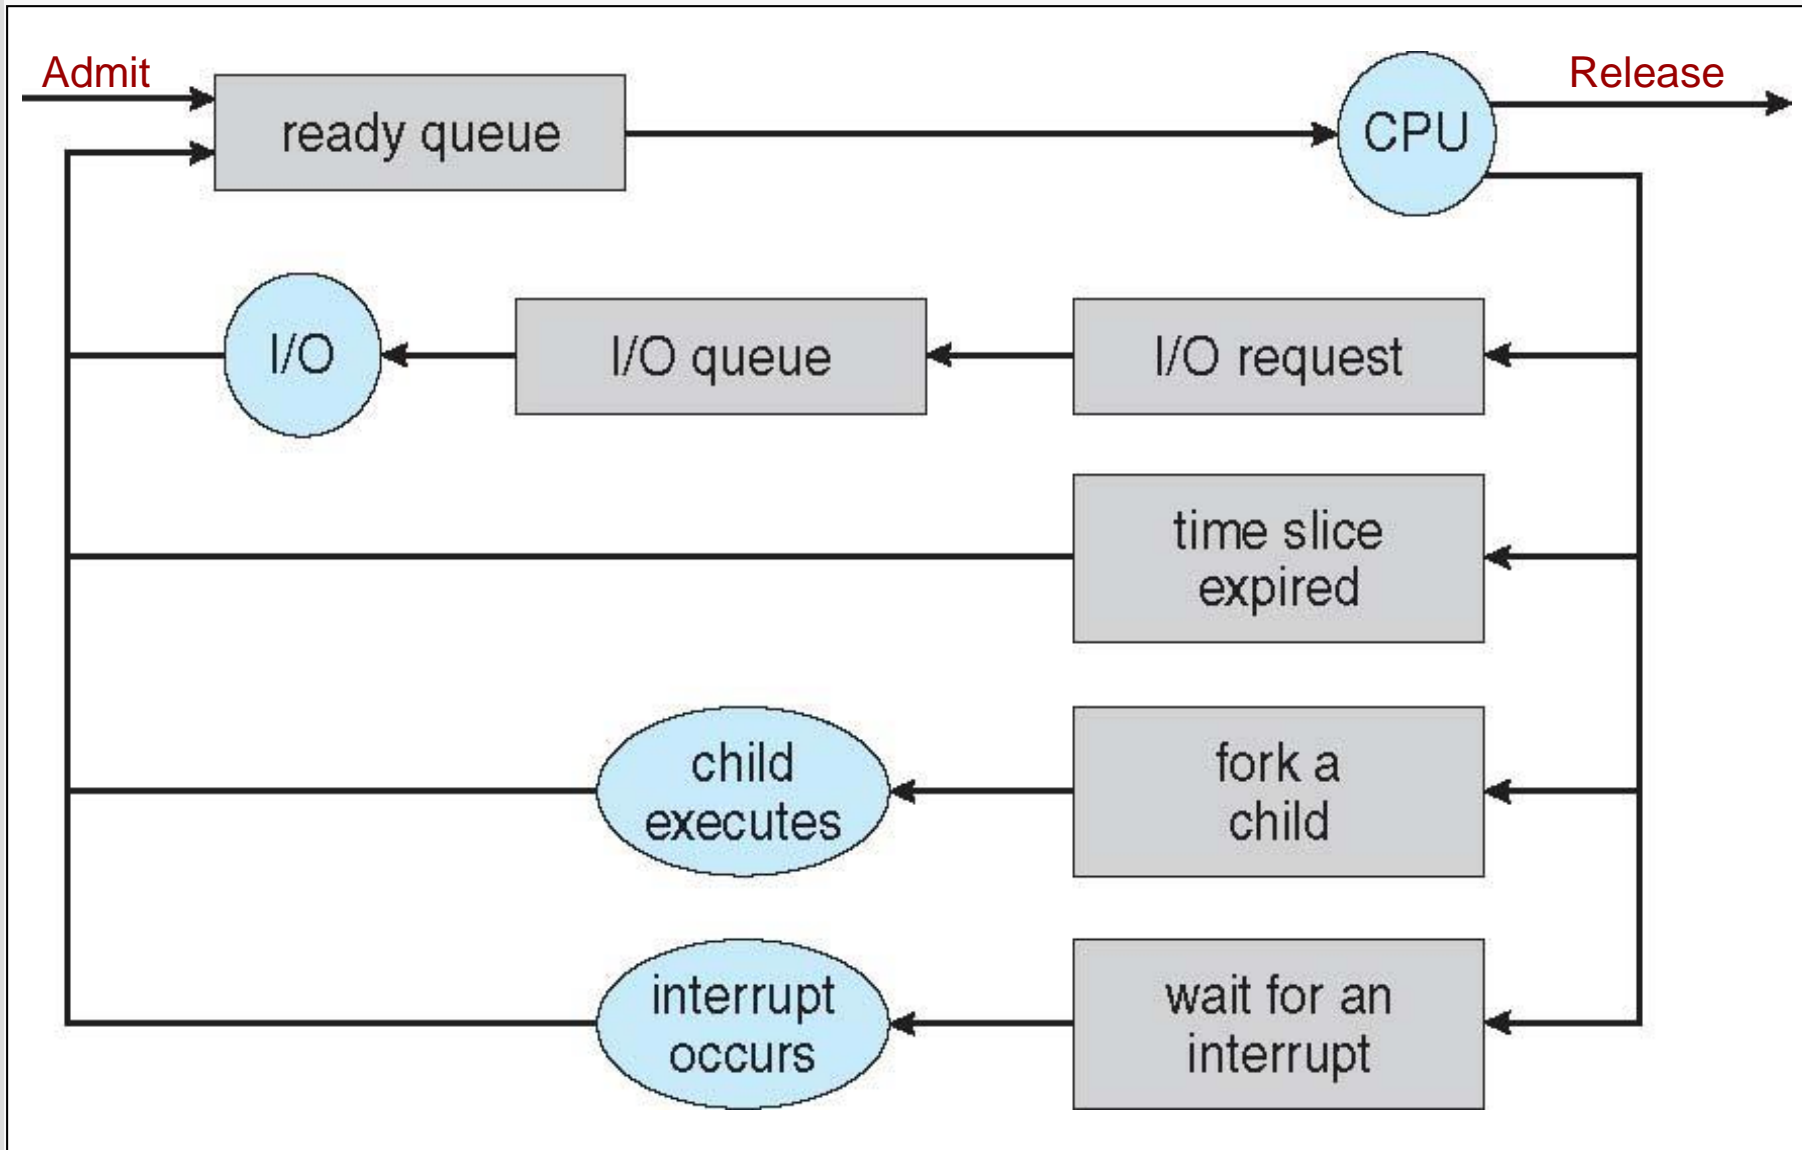 Admit
Release
ready queue
CPU
I/O
I/O queue
I/O request
time slice
expired
child
executes
fork a
child
interrupt
occurs
wait for an
interrupt